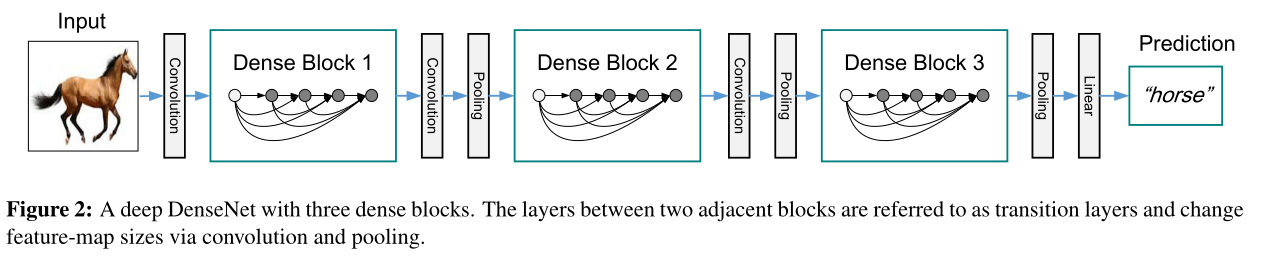 Input
Prediction
Convolution
Dense Block 1
Convolution
Pooling
Dense Block 2
Convolution
Pooling
Dense Block 3
Pooling
Linear
“horse”
Figure 2: A deep DenseNet with three dense blocks. The layers between two adjacent blocks are referred to as transition layers and change
feature-map sizes via convolution and pooling.